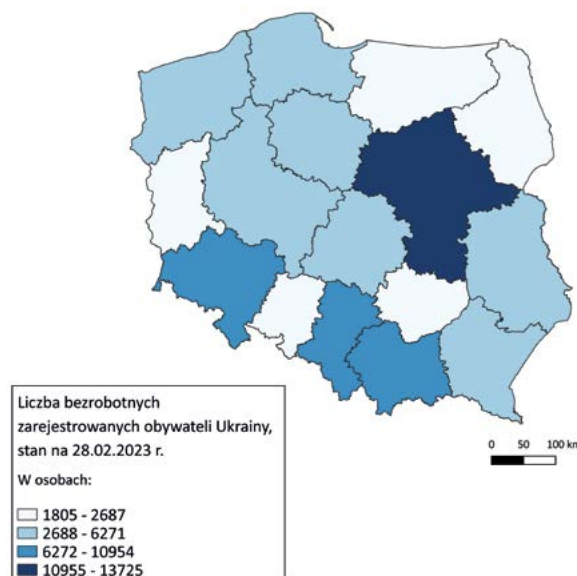 Liczba bezrobotnych
zarejestrowanych obywateli Ukrainy,
stan na 28.02.2023 r.
W osobach:
1805 - 2687
2688 - 6271
6272 - 10954
10955 - 13725
0 50 100 km